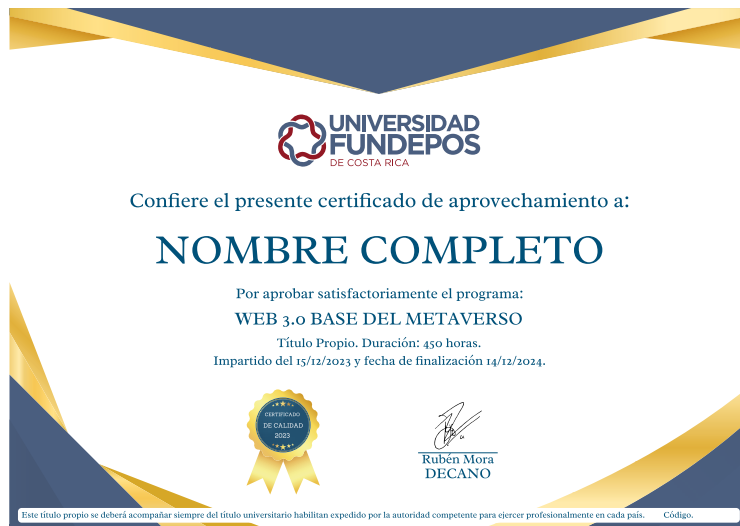 UNIVERSIDAD
FUNDEPOS
DE COSTA RICA
Confiere el presente certificado de aprovechamiento a:
NOMBRE COMPLETO
Por aprobar satisfactoriamente el programa:
WEB 3.0 BASE DEL METAVERSO
Título Propio. Duración: 450 horas.
Impartido del 15/12/2023 y fecha de finalización 14/12/2024.
CERTIFICADO
DE CALIDAD
2023
Rubén Mora
DECANO
Este título propio se deberá acompañar siempre del título universitario habilitan expedido por la autoridad competente para ejercer profesionalmente en cada país. Código.